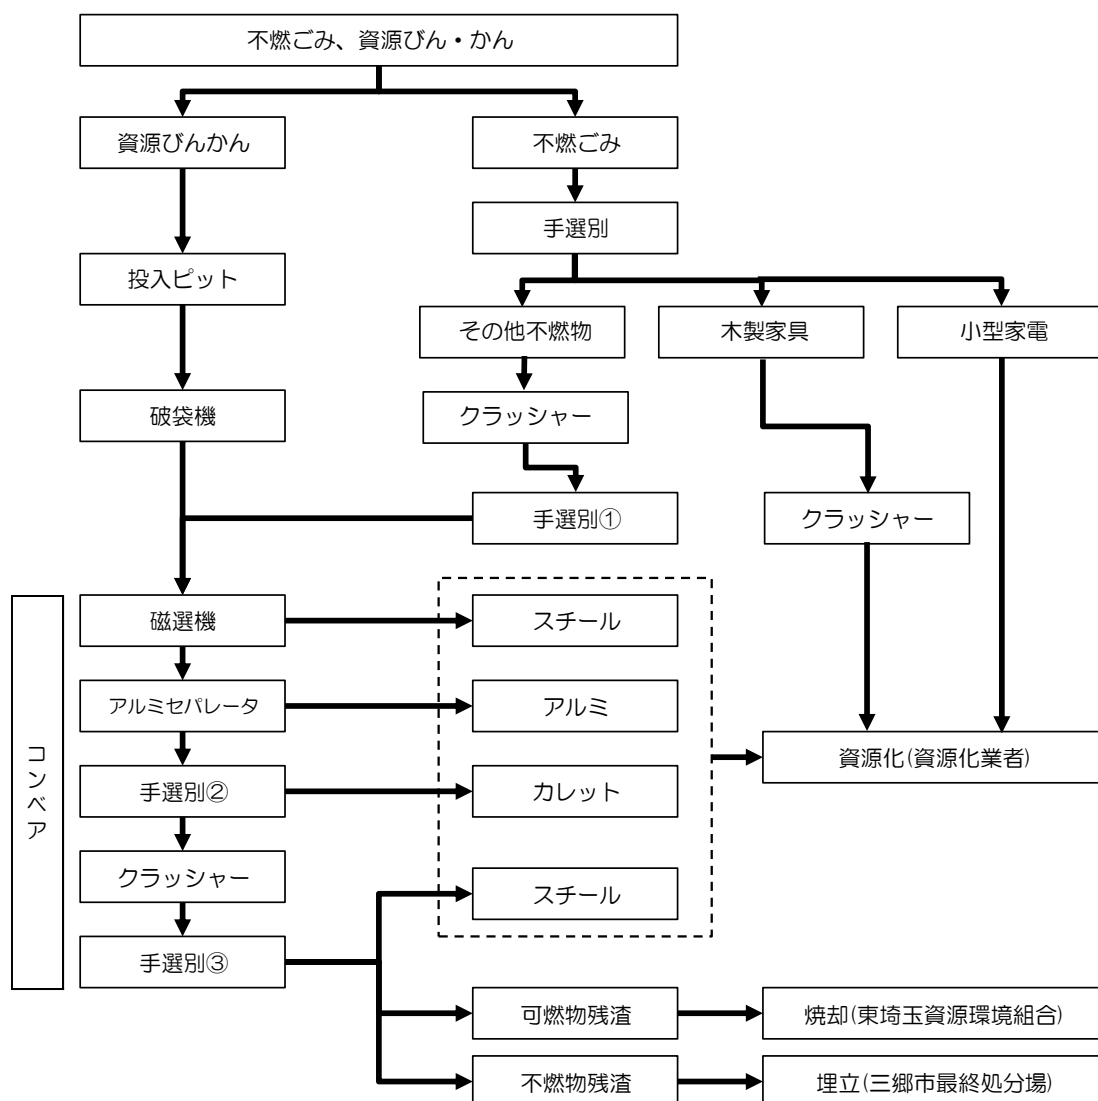 不燃ごみ、資源びん・かん
資源びんかん
不燃ごみ
手選別
投入ピット
その他不燃物
木製家具
小型家電
破袋機
クラッシャー
手選別①
クラッシャー
コンベア
磁選機
スチール
アルミセパレータ
アルミ
資源化(資源化業者)
手選別②
カレット
クラッシャー
スチール
手選別③
可燃物残渣
焼却(東埼玉資源環境組合)
不燃物残渣
埋立(三郷市最終処分場)